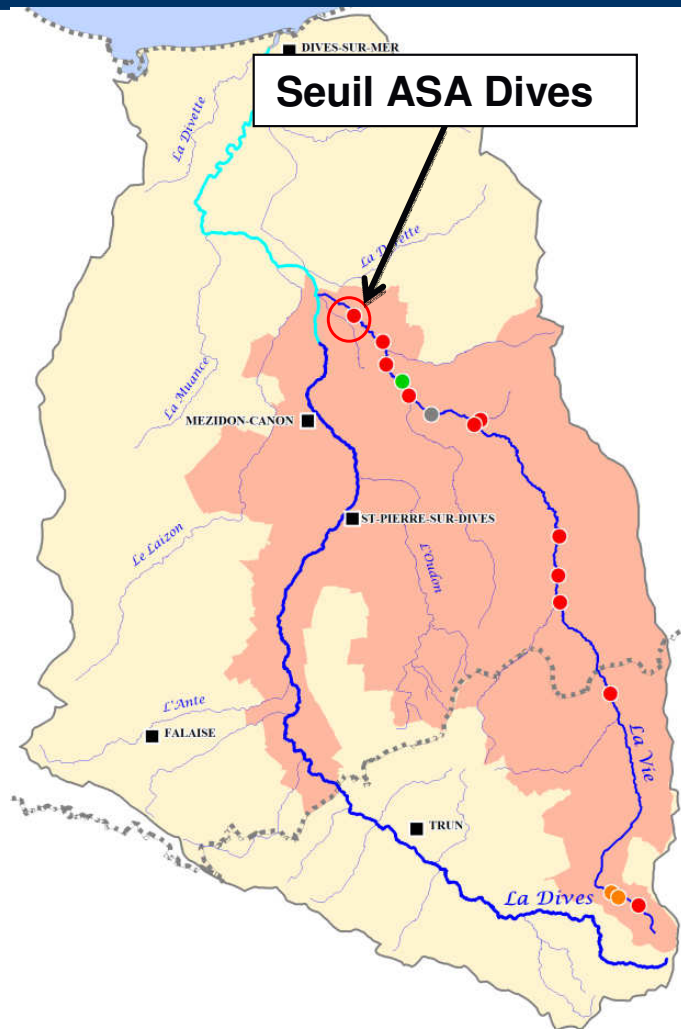 DIVES-SUR-MER
Seuil ASA Dives
La Divette
La Divette
La Muance
MEZIDON-CANON
ST-PIERRE-SUR-DIVES
Le Laizon
L'Oudon
L'Ante
FALAISE
La Vie
TRUN
La Dives